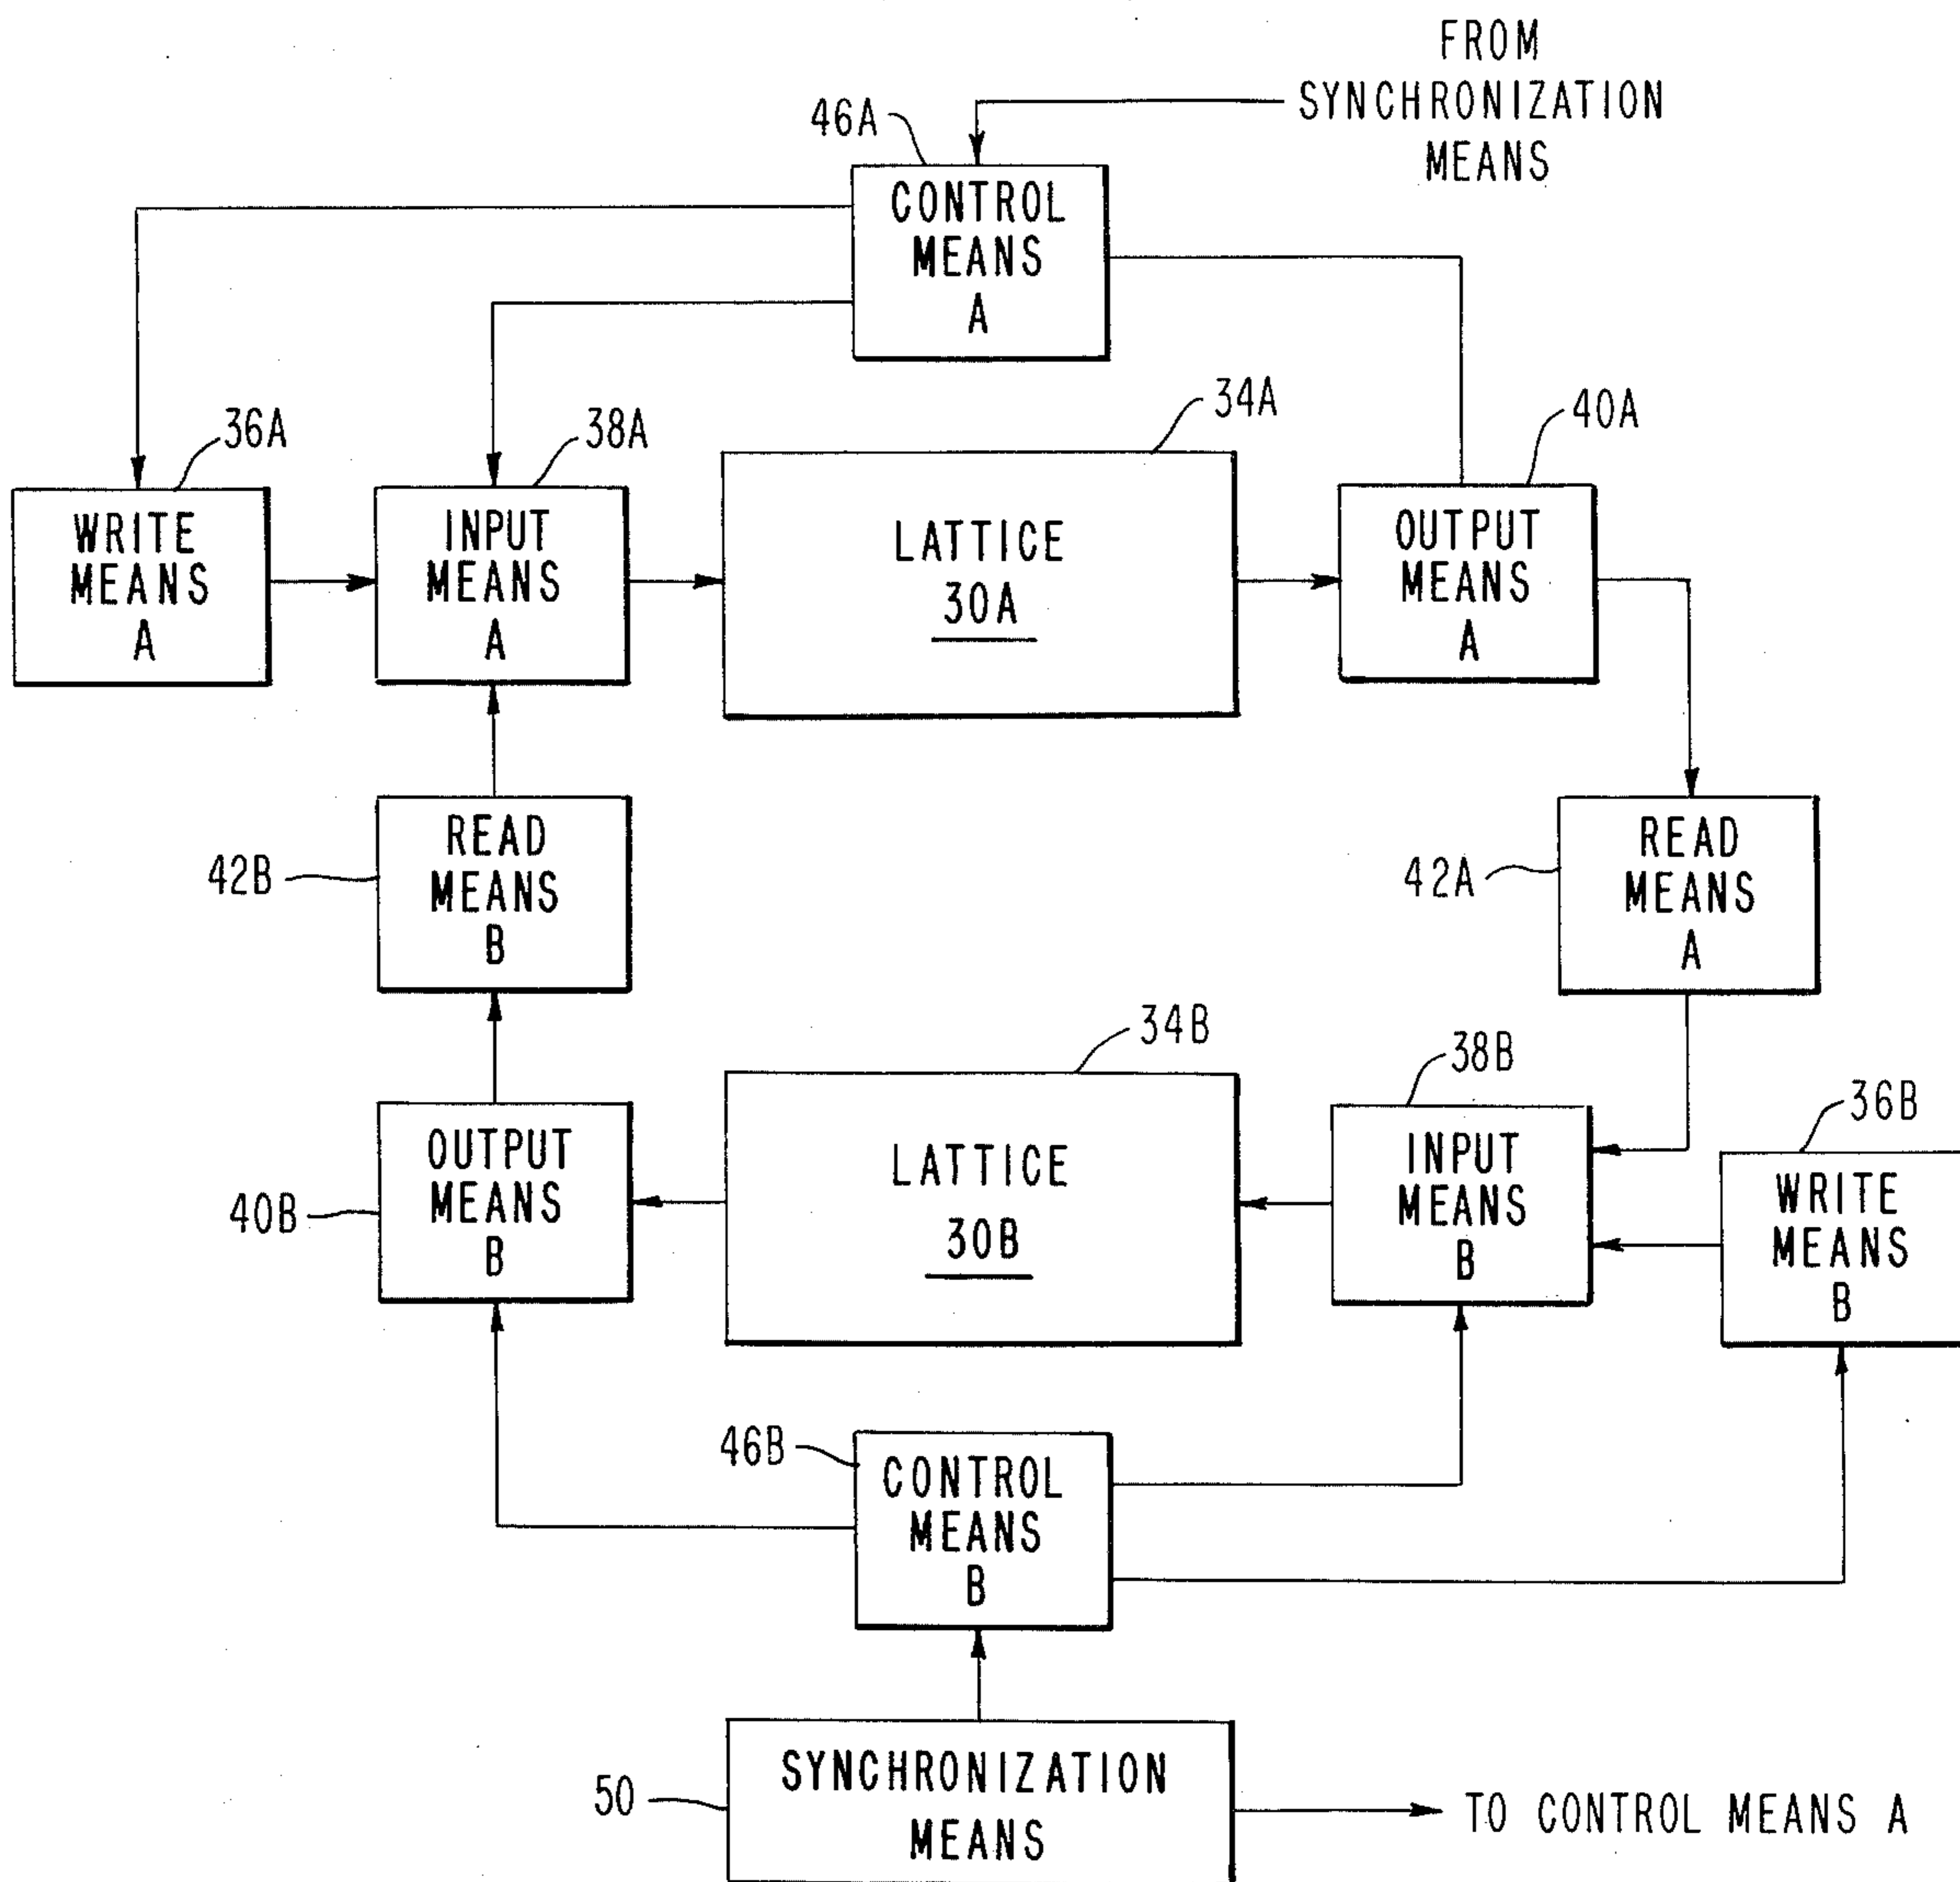 FROM
SYNCHRONIZATION
MEANS
46A
CONTROL
MEANS
A
34A
40A
36A
38A
WRITE
MEANS
A
INPUT
MEANS
A
LATTICE
30A
OUTPUT
MEANS
A
42B
READ
MEANS
B
42A
READ
MEANS
A
34B
38B
36B
40B
OUTPUT
MEANS
B
LATTICE
30B
INPUT
MEANS
B
WRITE
MEANS
B
46B
CONTROL
MEANS
B
50
SYNCHRONIZATION
MEANS
TO CONTROL MEANS A